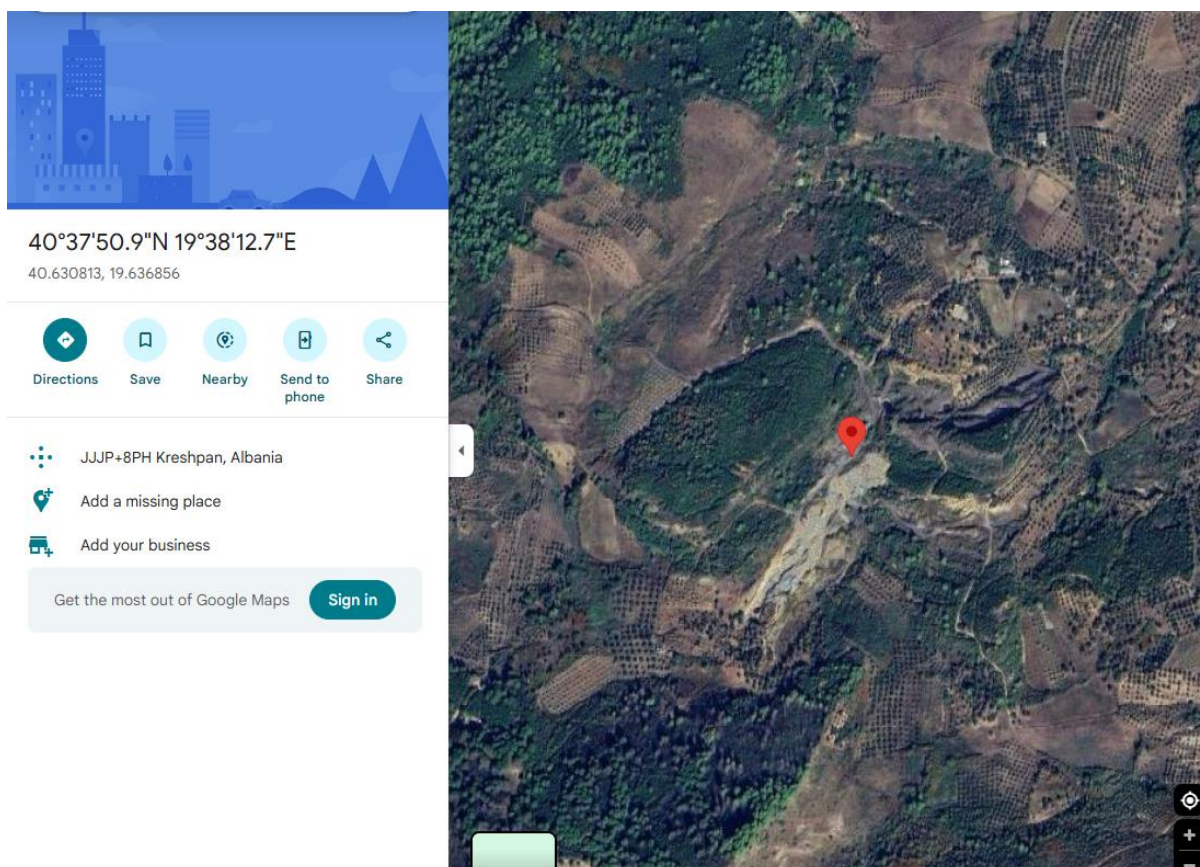 40°37'50.9"N 19°38'12.7"E
40.630813, 19.636856
Directions
Save
Nearby
Send to
phone
Share
JJJP+8PH Kreshpan, Albania
Add a missing place
Add your business
Get the most out of Google Maps
Sign in